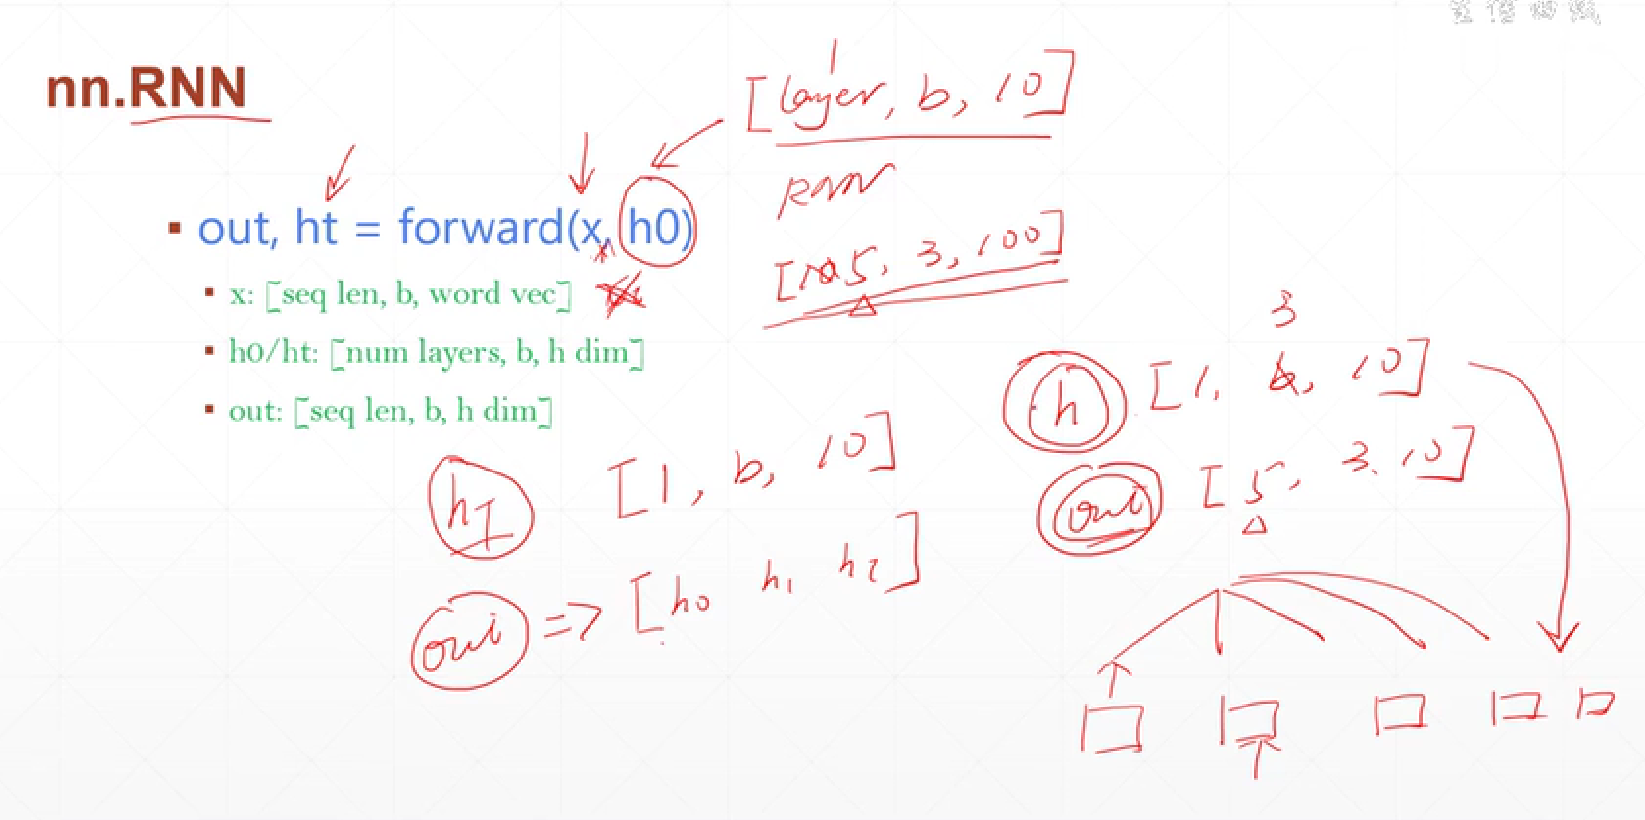 nn.RNN
[layer, b, 10]
1
out, ht = forward(x, h0)
RNN
x: [seq len, b, word vec]
[5, 3, 100]
h0/ht: [num layers, b, h dim]
out: [seq len, b, h dim]
3
h [1, b, 10]
hT [1, b, 10]
out [5, 3, 10]
out => [h0 h1 h2]